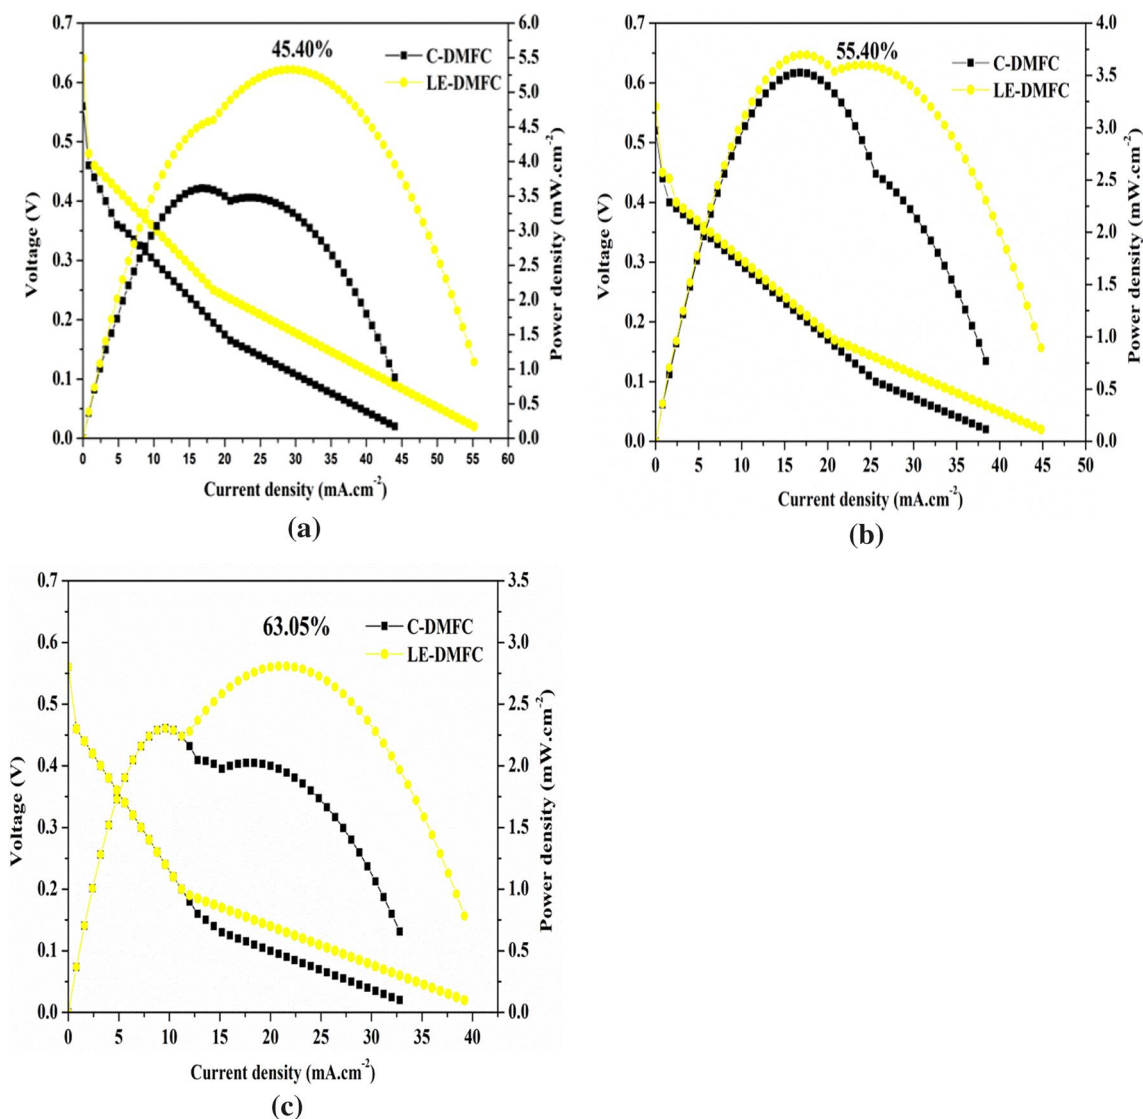 45.40%
C-DMFC
LE-DMFC
Voltage (V)
0.7
0.6
0.5
0.4
0.3
0.2
0.1
0.0
6.0
5.5
5.0
4.5
4.0
3.5
3.0
2.5
2.0
1.5
1.0
0.5
0.0
Power density (mW.cm-2)
0 5 10 15 20 25 30 35 40 45 50 55 60
Current density (mA.cm-2)
(a)
55.40%
C-DMFC
LE-DMFC
Voltage (V)
0.7
0.6
0.5
0.4
0.3
0.2
0.1
0.0
4.0
3.5
3.0
2.5
2.0
1.5
1.0
0.5
0.0
Power density (mW.cm-2)
0 5 10 15 20 25 30 35 40 45 50
Current density (mA.cm-2)
(b)
63.05%
C-DMFC
LE-DMFC
Voltage (V)
0.7
0.6
0.5
0.4
0.3
0.2
0.1
0.0
3.5
3.0
2.5
2.0
1.5
1.0
0.5
0.0
Power density (mW.cm-2)
0 5 10 15 20 25 30 35 40
Current density (mA.cm-2)
(c)